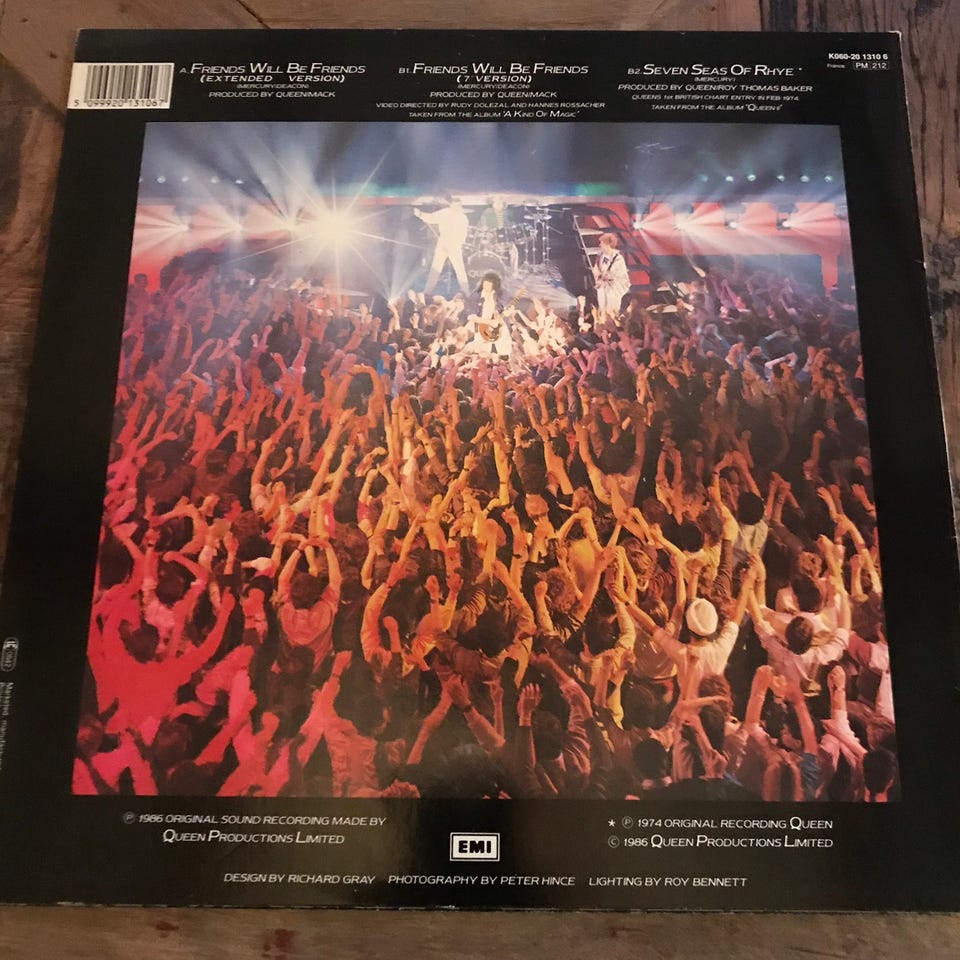 K060-20 1310 6
France PM 212
5 099920 131067
A. FRIENDS WILL BE FRIENDS
(EXTENDED VERSION)
(MERCURY/DEACON)
PRODUCED BY QUEEN/MACK
B1. FRIENDS WILL BE FRIENDS
(7" VERSION)
(MERCURY/DEACON)
PRODUCED BY QUEEN/MACK
VIDEO DIRECTED BY RUDY DOLEZAL AND HANNES ROSSACHER
TAKEN FROM THE ALBUM 'A KIND OF MAGIC'
B2. SEVEN SEAS OF RHYE *
(MERCURY)
PRODUCED BY QUEEN/ROY THOMAS BAKER
QUEENS 1st BRITISH CHART ENTRY IN FEB 1974
TAKEN FROM THE ALBUM
Ⓟ 1986 ORIGINAL SOUND RECORDING MADE BY
QUEEN PRODUCTIONS LIMITED
EMI
★ Ⓟ 1974 ORIGINAL RECORDING QUEEN
© 1986 QUEEN PRODUCTIONS LIMITED
DESIGN BY RICHARD GRAY PHOTOGRAPHY BY PETER HINCE LIGHTING BY ROY BENNETT
Marketed,